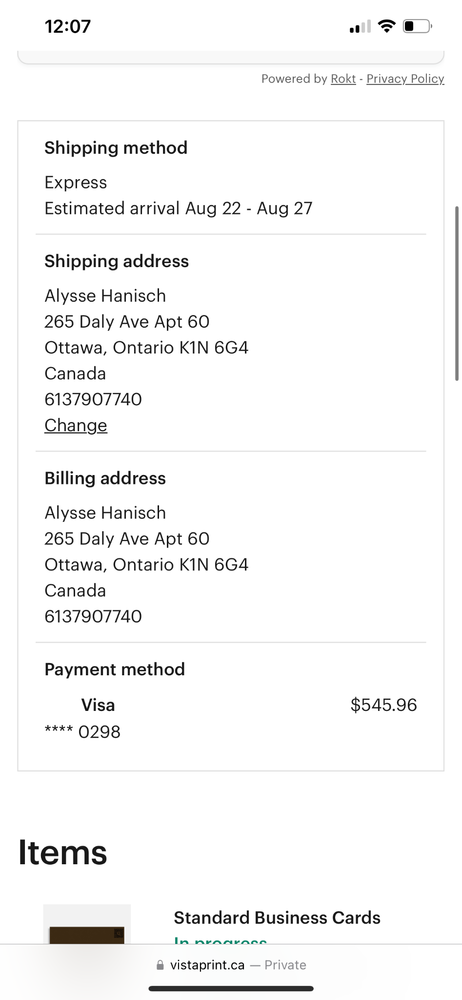 12:07
Powered by Rokt - Privacy Policy
Shipping method
Express
Estimated arrival Aug 22 - Aug 27
Shipping address
Alysse Hanisch
265 Daly Ave Apt 60
Ottawa, Ontario K1N 6G4
Canada
6137907740
Change
Billing address
Alysse Hanisch
265 Daly Ave Apt 60
Ottawa, Ontario K1N 6G4
Canada
6137907740
Payment method
Visa $545.96
**** 0298
Items
Standard Business Cards
In progress
vistaprint.ca — Private